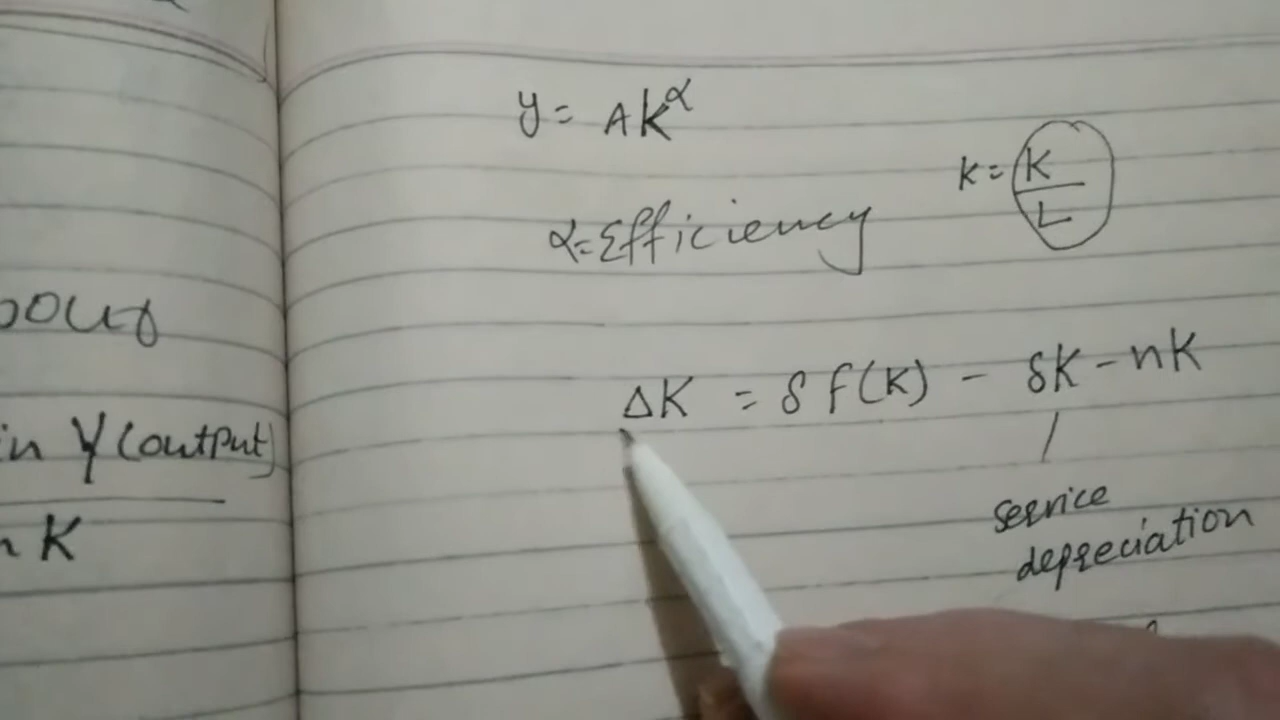 in Y (output)
K
y = Ak^α
k = K
L
α = Efficiency
ΔK = δ f(K) - δK - nK
service
depreciation